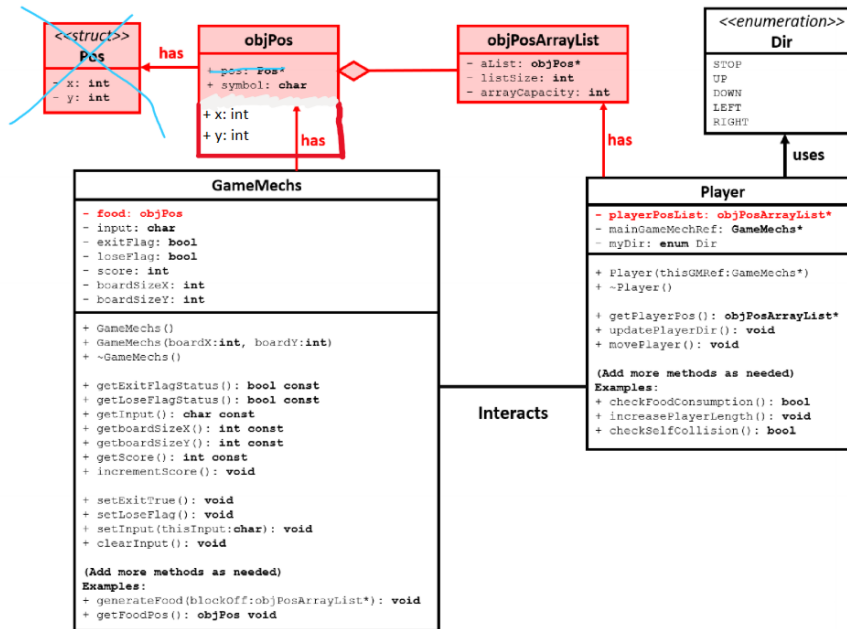 <<struct>>
Pos
- x: int
- y: int
has
objPos
+ pos: Pos*
+ symbol: char
+ x: int
+ y: int
has
objPosArrayList
- aList: objPos*
- listSize: int
- arrayCapacity: int
has
<<enumeration>>
Dir
STOP
UP
DOWN
LEFT
RIGHT
uses
GameMechs
- food: objPos
- input: char
- exitFlag: bool
- loseFlag: bool
- score: int
- boardSizeX: int
- boardSizeY: int
+ GameMechs()
+ GameMechs(boardX:int, boardY:int)
+ ~GameMechs()
+ getExitFlagStatus(): bool const
+ getLoseFlagStatus(): bool const
+ getInput(): char const
+ getboardSizeX(): int const
+ getboardSizeY(): int const
+ getScore(): int const
+ incrementScore(): void
+ setExitTrue(): void
+ setLoseFlag(): void
+ setInput(thisInput:char): void
+ clearInput(): void
(Add more methods as needed)
Examples:
+ generateFood(blockOff:objPosArrayList*): void
+ getFoodPos(): objPos void
Interacts
Player
- playerPosList: objPosArrayList*
- mainGameMechRef: GameMechs*
- myDir: enum Dir
+ Player(thisGMRef:GameMechs*)
+ ~Player()
+ getPlayerPos(): objPosArrayList*
+ updatePlayerDir(): void
+ movePlayer(): void
(Add more methods as needed)
Examples:
+ checkFoodConsumption(): bool
+ increasePlayerLength(): void
+ checkSelfCollision(): bool